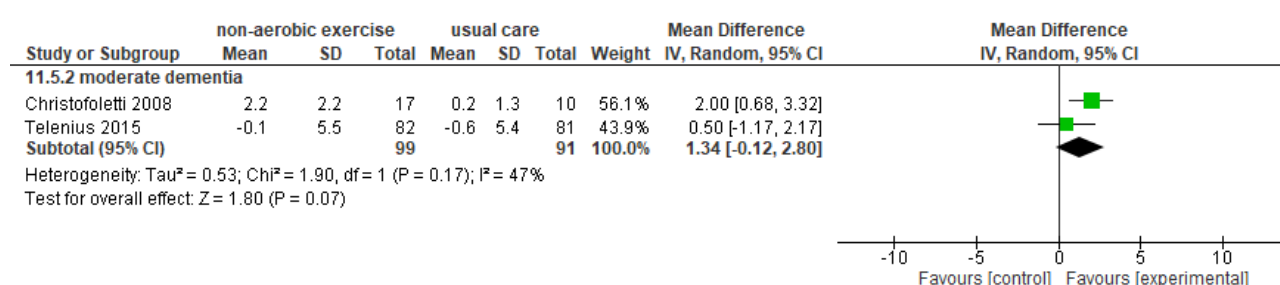 non-aerobic exercise usual care Mean Difference Mean Difference
Study or Subgroup Mean SD Total Mean SD Total Weight IV, Random, 95% CI IV, Random, 95% CI
11.5.2 moderate dementia
Christofoletti 2008 2.2 2.2 17 0.2 1.3 10 56.1% 2.00 [0.68, 3.32]
Telenius 2015 -0.1 5.5 82 -0.6 5.4 81 43.9% 0.50 [-1.17, 2.17]
Subtotal (95% CI) 99 91 100.0% 1.34 [-0.12, 2.80]
Heterogeneity: Tau² = 0.53; Chi² = 1.90, df = 1 (P = 0.17); I² = 47%
Test for overall effect: Z = 1.80 (P = 0.07)
-10 -5 0 5 10
Favours [control] Favours [experimental]